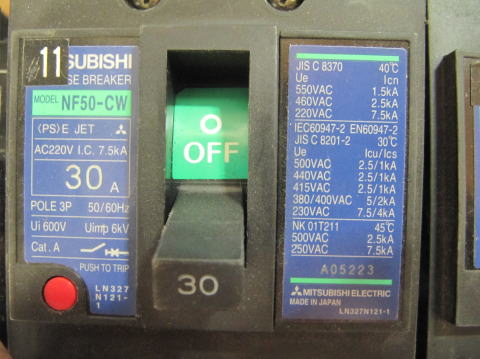 11
SUBISHI
SE BREAKER
MODEL NF50-CW
〈PS〉E JET
AC220V I.C. 7.5kA
30 A
POLE 3P 50/60Hz
Ui 600V Uimp 6kV
Cat. A
PUSH TO TRIP
LN327
N121-
1
OFF
30
JIS C 8370 40℃
Ue Icn
550VAC 1.5kA
460VAC 2.5kA
220VAC 7.5kA
IEC60947-2 EN60947-2
JIS C 8201-2 30℃
Ue Icu/Ics
500VAC 2.5/1kA
440VAC 2.5/1kA
415VAC 2.5/1kA
380/400VAC 5/2kA
230VAC 7.5/4kA
NK 01T211 45℃
500VAC 2.5kA
250VAC 7.5kA
A05223
MITSUBISHI ELECTRIC
MADE IN JAPAN
LN327N121-1